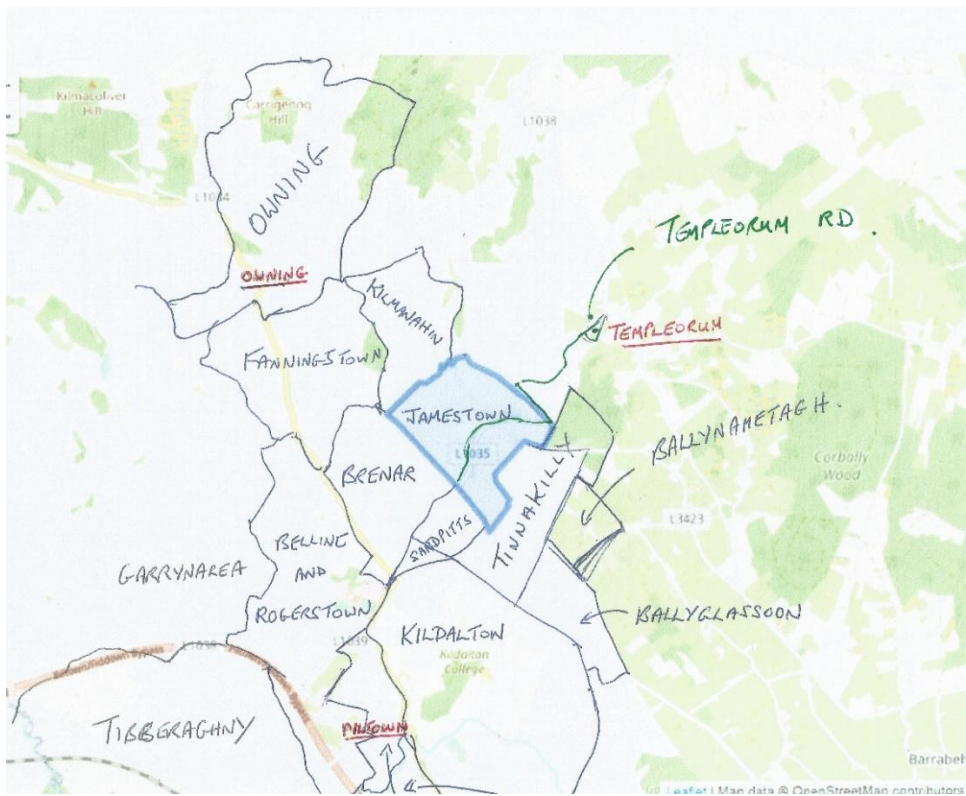 Kilmacoliver
Hill
Carrigenog
Hill
L1038
OWNING
L1034
TEMPLEORUM RD.
OWNING
KILMANAHIN
TEMPLEORUM
FANNINGSTOWN
JAMESTOWN
BALLYNAMETAGH.
L1035
BRENAR
TINNAKILLY
Corbally
Wood
SANDPITTS
L3423
BELLINE
AND
ROGERSTOWN
GARRYNAREA
BALLYGLASSOON
KILDALTON
L1039
Kildalton
College
TIBBERAGHNY
PILTOWN
Barrabeh
Leaflet | Map data © OpenStreetMap contributors